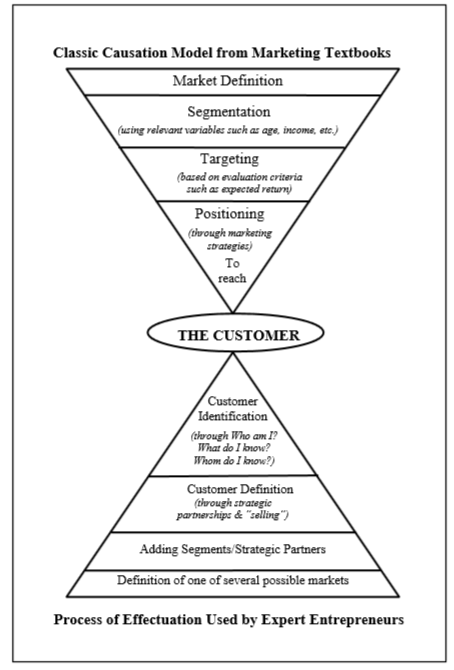 Classic Causation Model from Marketing Textbooks
Market Definition
Segmentation
(using relevant variables such as age, income, etc.)
Targeting
(based on evaluation criteria
such as expected return)
Positioning
(through marketing
strategies)
To
reach
THE CUSTOMER
Customer
Identification
(through Who am I?
What do I know?
Whom do I know?)
Customer Definition
(through strategic
partnerships & "selling")
Adding Segments/Strategic Partners
Definition of one of several possible markets
Process of Effectuation Used by Expert Entrepreneurs